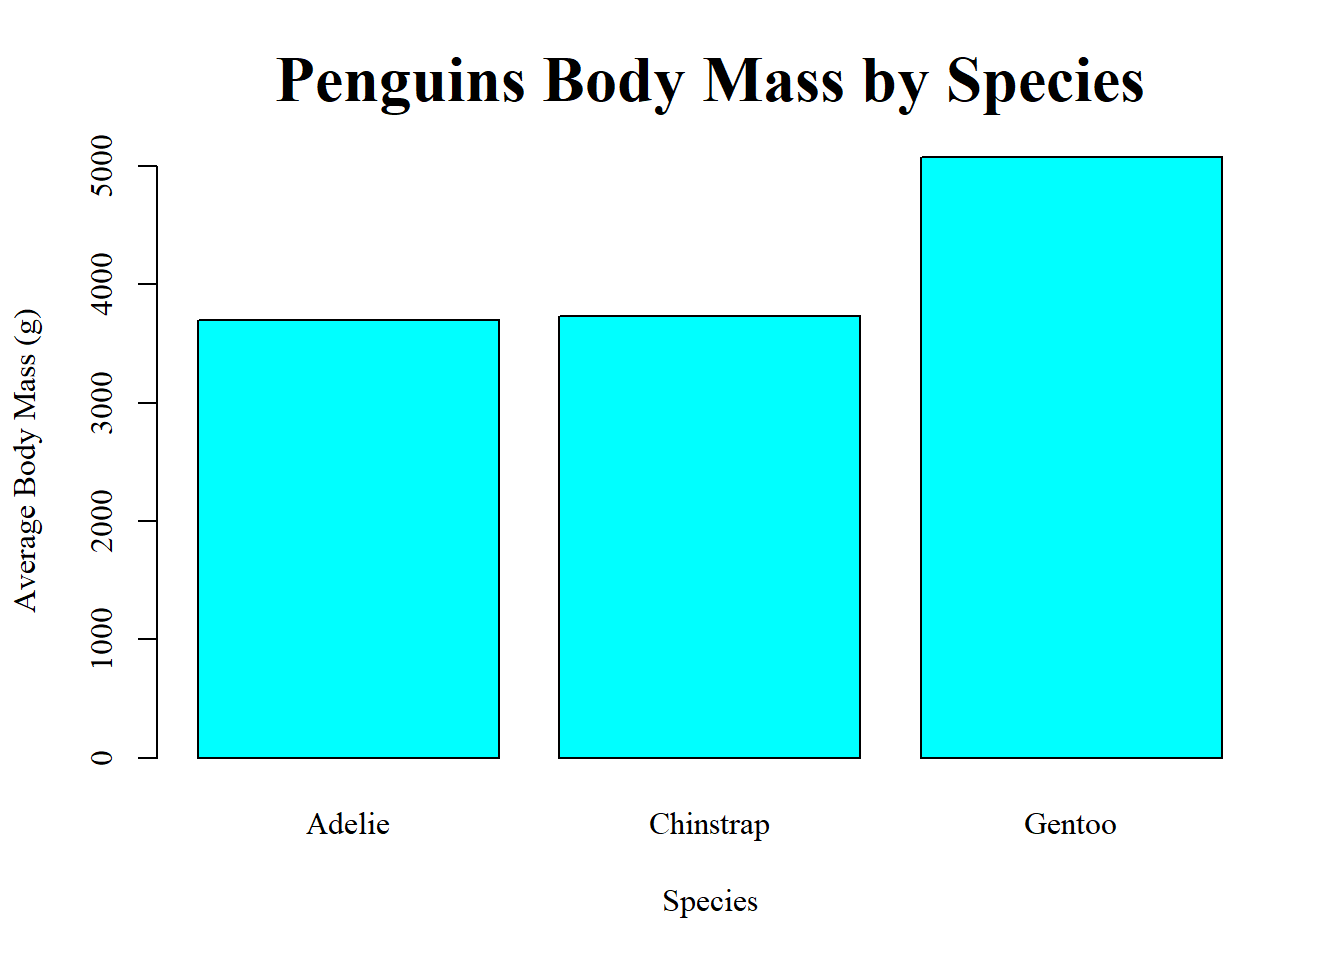 Penguins Body Mass by Species
Average Body Mass (g)
5000
4000
3000
2000
1000
0
Adelie
Chinstrap
Gentoo
Species